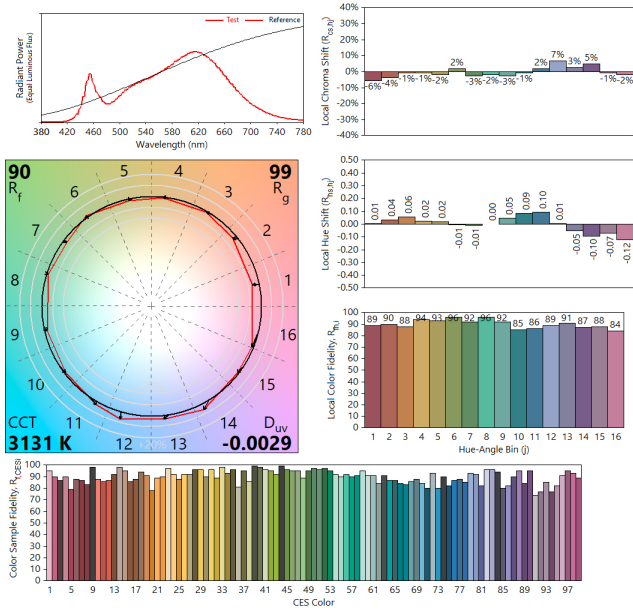 Radiant Power
(Equal Luminous Flux)
Test
Reference
380 440 480 520 560 600 640 680 720 780
Wavelength (nm)
Local Chroma Shift (Rcs,hj)
40%
30%
20%
10%
0%
-10%
-20%
-30%
-40%
-6% -4% -1% -1% -2% 2% -3% -2% -3% -1% 2% 7% 3% 5% -1% -2%
90
Rf
99
Rg
1 2 3 4 5 6 7 8 9 10 11 12 13 14 15 16
+20%
CCT
3131 K
Duv
-0.0029
Local Hue Shift (Rhs,hj)
0.50
0.40
0.30
0.20
0.10
0.00
-0.10
-0.20
-0.30
-0.40
-0.50
0.01 0.04 0.06 0.02 0.02 -0.01 -0.01 0.00 0.05 0.09 0.10 0.01 -0.05 -0.10 -0.07 -0.12
Local Color Fidelity, Rfh,i
100
90
80
70
60
50
40
30
20
10
0
89 90 88 94 93 96 92 96 92 85 86 89 91 87 88 84
1 2 3 4 5 6 7 8 9 10 11 12 13 14 15 16
Hue-Angle Bin (j)
Color Sample Fidelity, Rf,CESi
100
90
80
70
60
50
40
30
20
10
0
1 5 9 13 17 21 25 29 33 37 41 45 49 53 57 61 65 69 73 77 81 85 89 93 97
CES Color